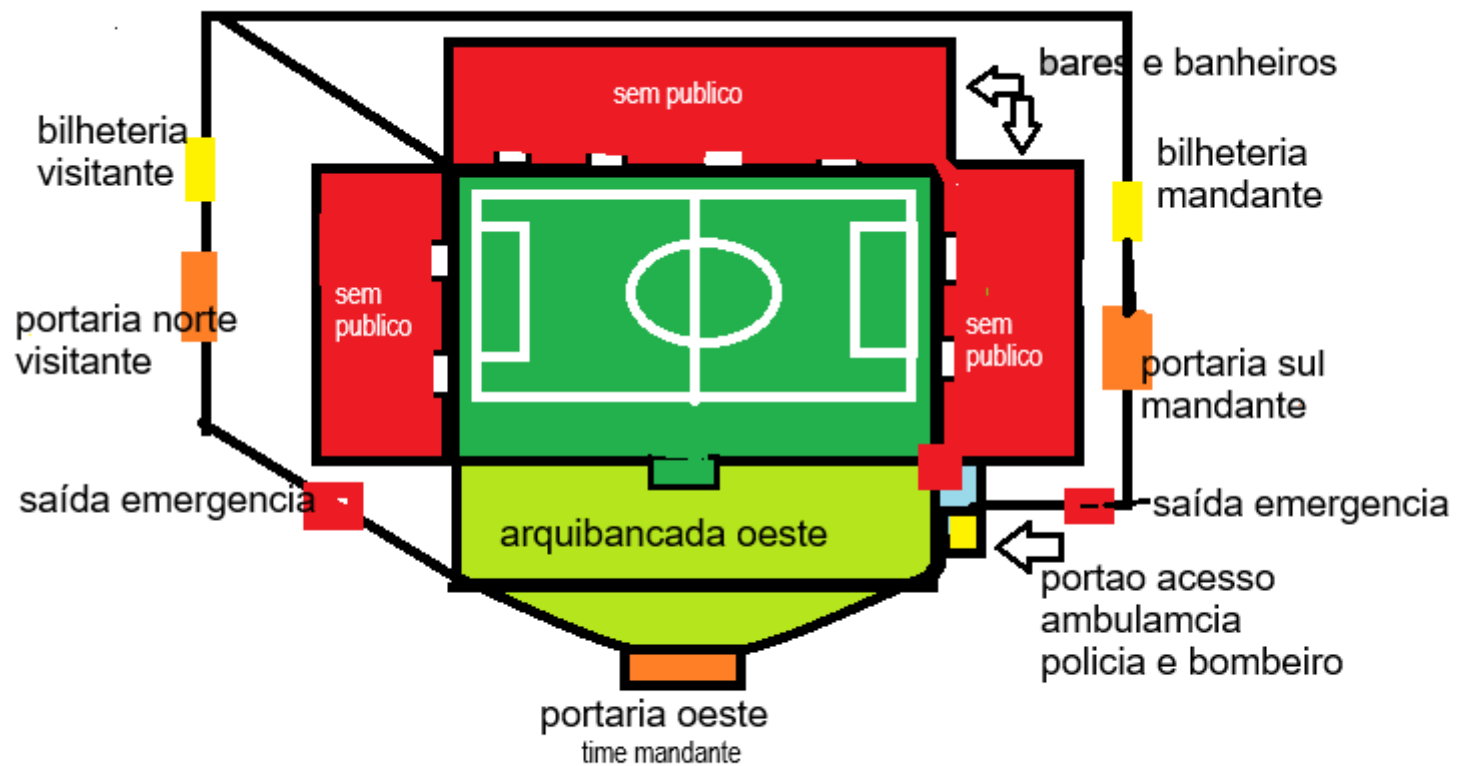 bares e banheiros
sem publico
bilheteria
visitante
bilheteria
mandante
sem
publico
portaria norte
visitante
sem
publico
portaria sul
mandante
saída emergencia
saída emergencia
arquibancada oeste
portao acesso
ambulamcia
policia e bombeiro
portaria oeste
time mandante